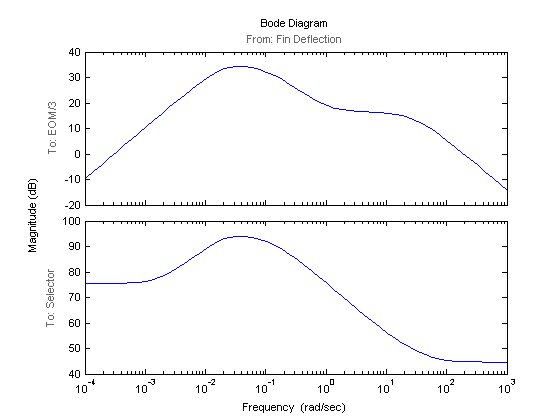 Bode Diagram
From: Fin Deflection
40
30
20
10
0
-10
-20
To: EOM/3
Magnitude (dB)
100
90
80
70
60
50
40
To: Selector
10^-4 10^-3 10^-2 10^-1 10^0 10^1 10^2 10^3
Frequency (rad/sec)